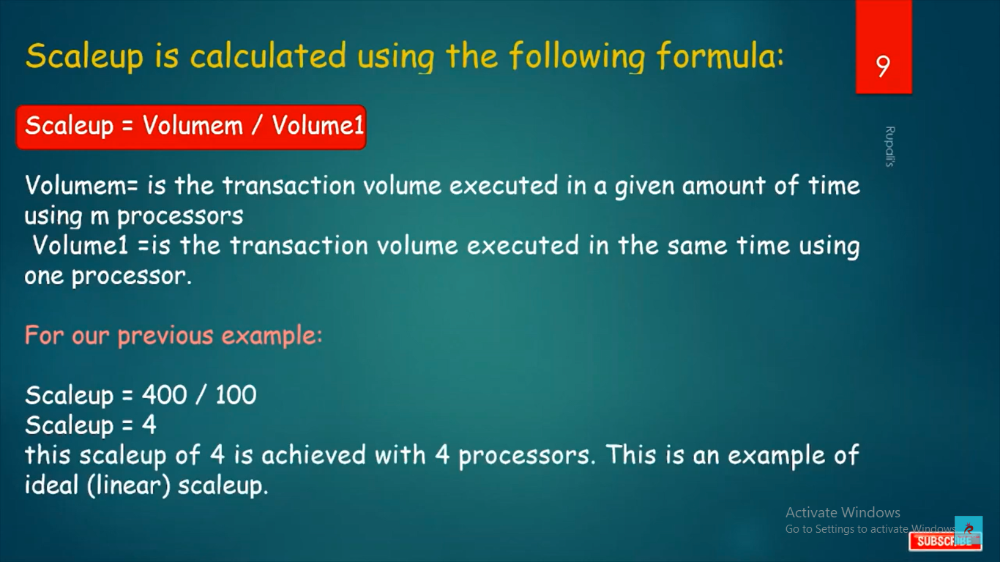 Scaleup is calculated using the following formula:
9
Scaleup = Volumem / Volume1
Rupali's
Volumem= is the transaction volume executed in a given amount of time
using m processors
Volume1 =is the transaction volume executed in the same time using
one processor.
For our previous example:
Scaleup = 400 / 100
Scaleup = 4
this scaleup of 4 is achieved with 4 processors. This is an example of
ideal (linear) scaleup.
Activate Windows
Go to Settings to activate Windows
SUBSCRIBE